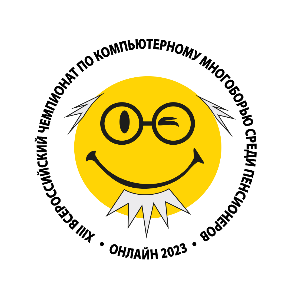 XIII ВСЕРОССИЙСКИЙ ЧЕМПИОНАТ ПО КОМПЬЮТЕРНОМУ МНОГОБОРЬЮ СРЕДИ ПЕНСИОНЕРОВ
• ОНЛАЙН 2023 •